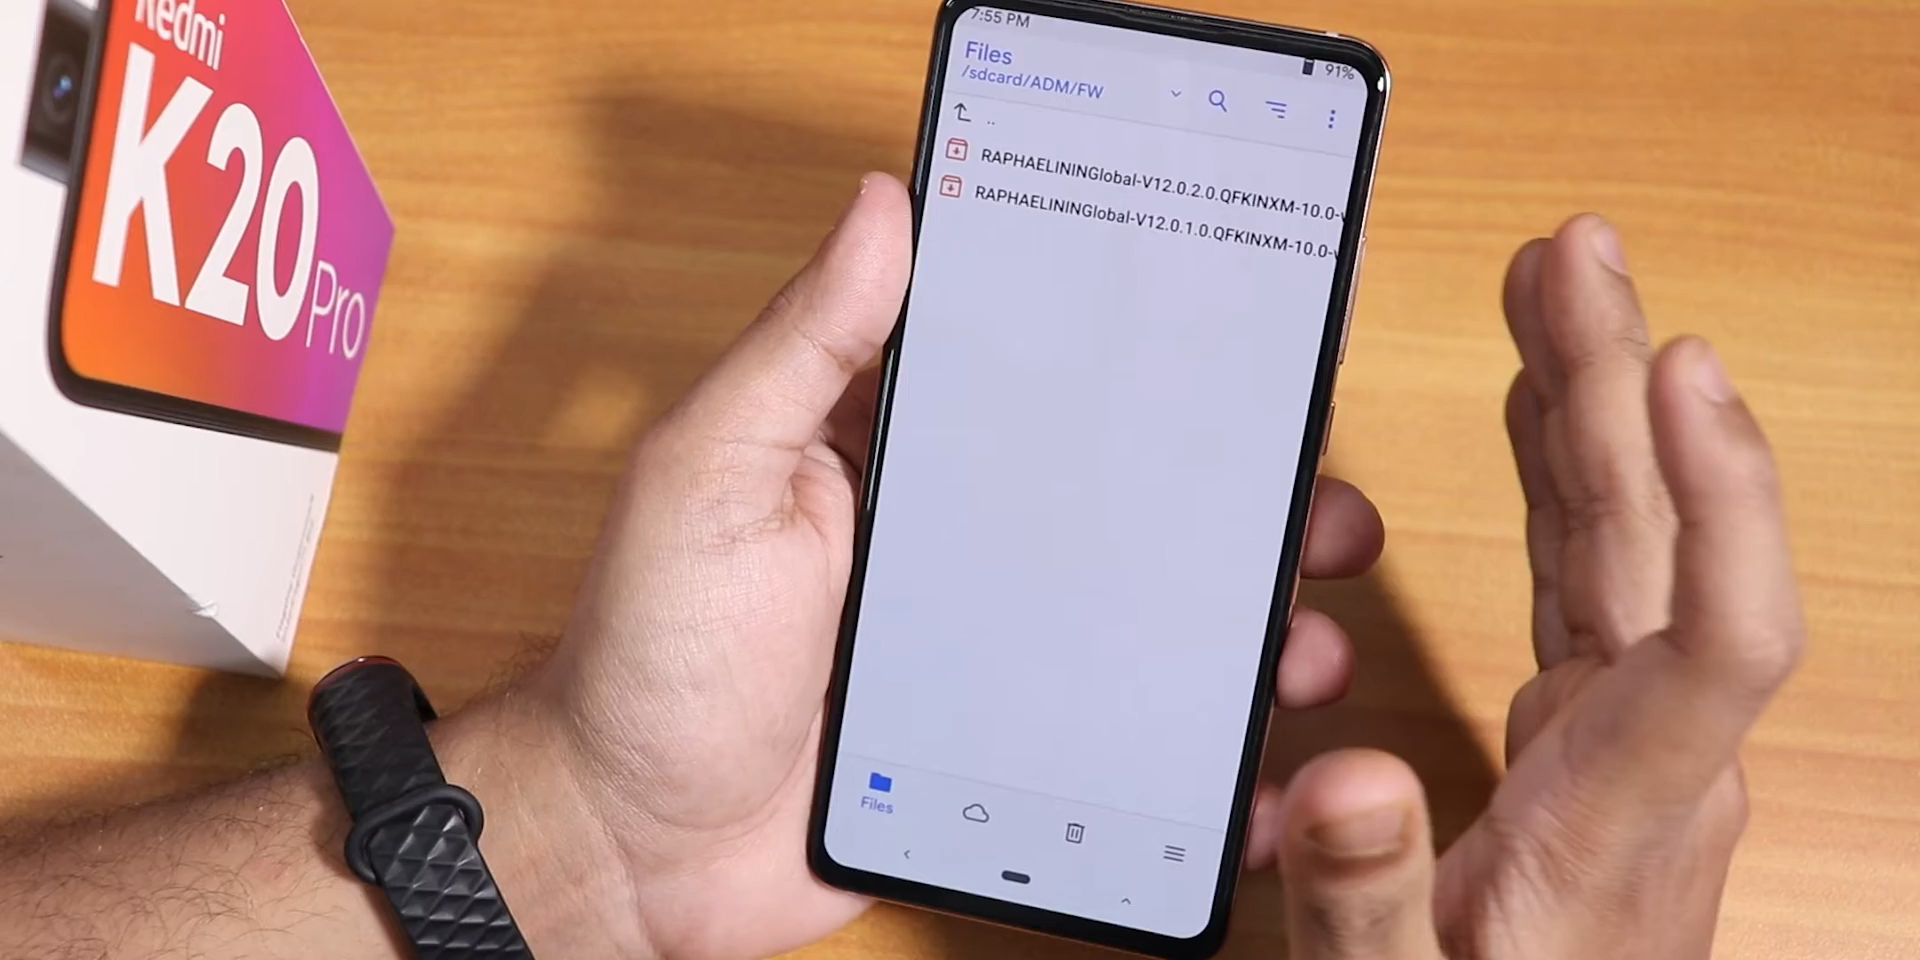 Redmi
K20 Pro
7:55 PM
91%
Files
/sdcard/ADM/FW
..
RAPHAELININGlobal-V12.0.2.0.QFKINXM-10.0-v
RAPHAELININGlobal-V12.0.1.0.QFKINXM-10.0-v
Files